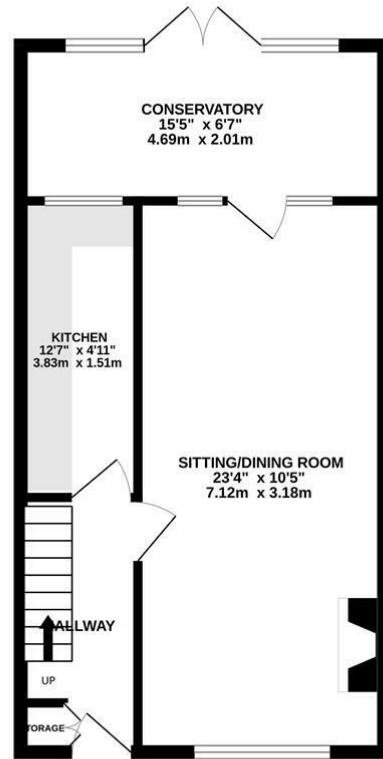 CONSERVATORY
15'5" x 6'7"
4.69m x 2.01m
KITCHEN
12'7" x 4'11"
3.83m x 1.51m
SITTING/DINING ROOM
23'4" x 10'5"
7.12m x 3.18m
ALLWAY
UP
TORAGE